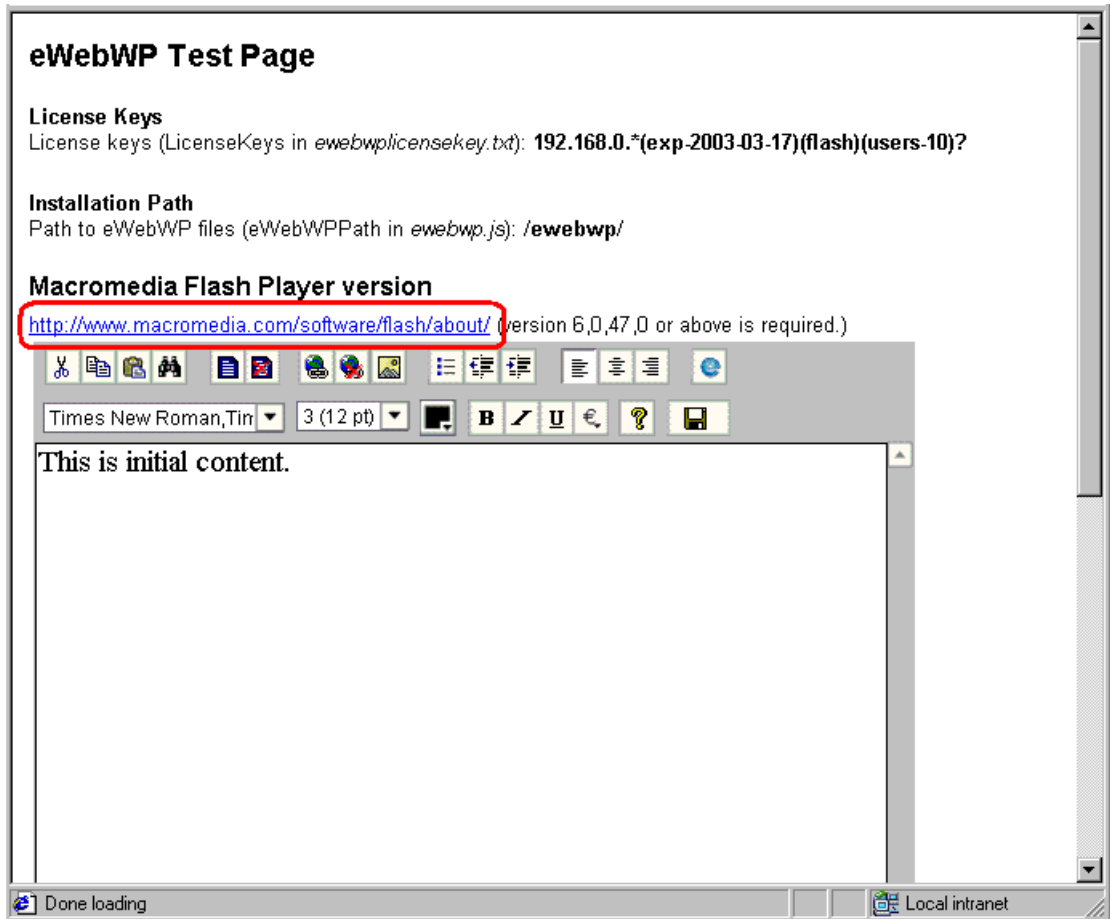 eWebWP Test Page
License Keys
License keys (LicenseKeys in ewebwplicensekey.txt): 192.168.0.*(exp-2003-03-17)(flash)(users-10)?
Installation Path
Path to eWebWP files (eWebWPPath in ewebwp.js): /ewebwp/
Macromedia Flash Player version
http://www.macromedia.com/software/flash/about/ (version 6,0,47,0 or above is required.)
Times New Roman,Tin 3 (12 pt) B I U € ?
This is initial content.
Done loading Local intranet